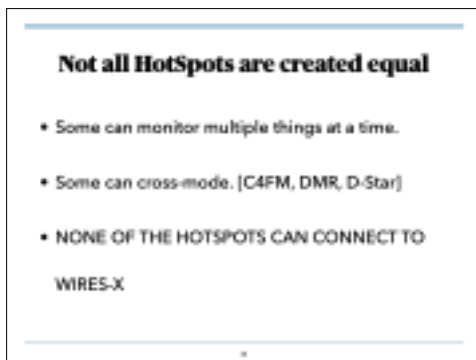 Not all HotSpots are created equal
• Some can monitor multiple things at a time.
• Some can cross-mode. [C4FM, DMR, D-Star]
• NONE OF THE HOTSPOTS CAN CONNECT TO
WIRES-X